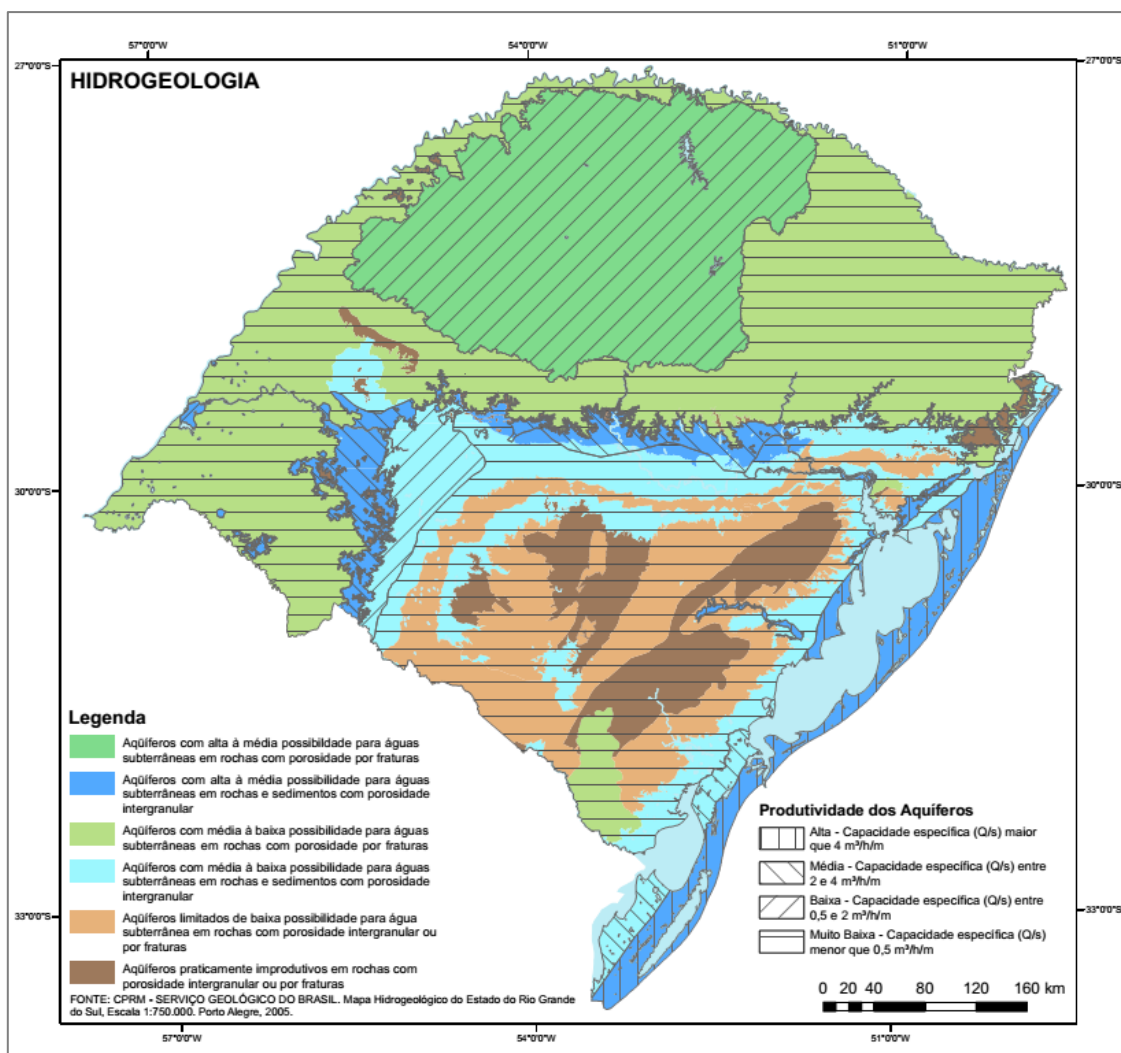 57°0'0"W
54°0'0"W
51°0'0"W
27°0'0"S
27°0'0"S
HIDROGEOLOGIA
30°0'0"S
30°0'0"S
Legenda
Aqüíferos com alta à média possibildade para águas
subterrâneas em rochas com porosidade por fraturas
Aqüíferos com alta à média possibilidade para águas
subterrâneas em rochas e sedimentos com porosidade
intergranular
Aqüíferos com média à baixa possibilidade para águas
subterrâneas em rochas com porosidade por fraturas
Aqüíferos com média à baixa possibilidade para águas
subterrâneas em rochas e sedimentos com porosidade
intergranular
Aqüíferos limitados de baixa possibilidade para água
subterrânea em rochas com porosidade intergranular ou
por fraturas
Aqüíferos praticamente improdutivos em rochas com
porosidade intergranular ou por fraturas
FONTE: CPRM - SERVIÇO GEOLÓGICO DO BRASIL. Mapa Hidrogeológico do Estado do Rio Grande
do Sul, Escala 1:750.000. Porto Alegre, 2005.
Produtividade dos Aquíferos
Alta - Capacidade específica (Q/s) maior
que 4 m³/h/m
Média - Capacidade específica (Q/s) entre
2 e 4 m³/h/m
Baixa - Capacidade específica (Q/s) entre
0,5 e 2 m³/h/m
Muito Baixa - Capacidade específica (Q/s)
menor que 0,5 m³/h/m
33°0'0"S
33°0'0"S
0 20 40 80 120 160 km
57°0'0"W
54°0'0"W
51°0'0"W